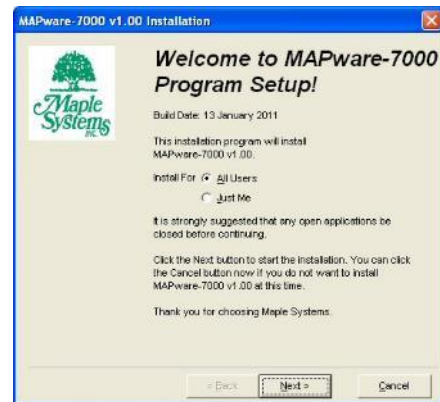 MAPware-7000 v1.00 Installation
Maple
Systems
INC.
Welcome to MAPware-7000
Program Setup!
Build Date: 13 January 2011
This installation program will install
MAPware-7000 v1.00.
Install For All Users
Just Me
It is strongly suggested that any open applications be
closed before continuing.
Click the Next button to start the installation. You can click
the Cancel button now if you do not want to install
MAPware-7000 v1.00 at this time.
Thank you for choosing Maple Systems.
< Back Next > Cancel